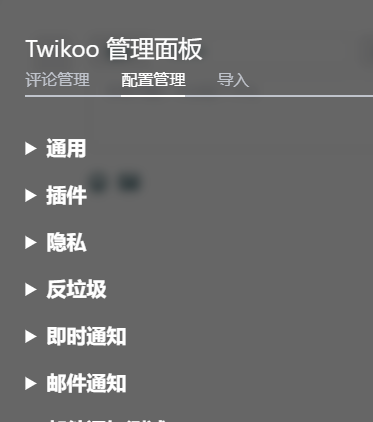 Twikoo 管理面板
评论管理 配置管理 导入
通用
插件
隐私
反垃圾
即时通知
邮件通知